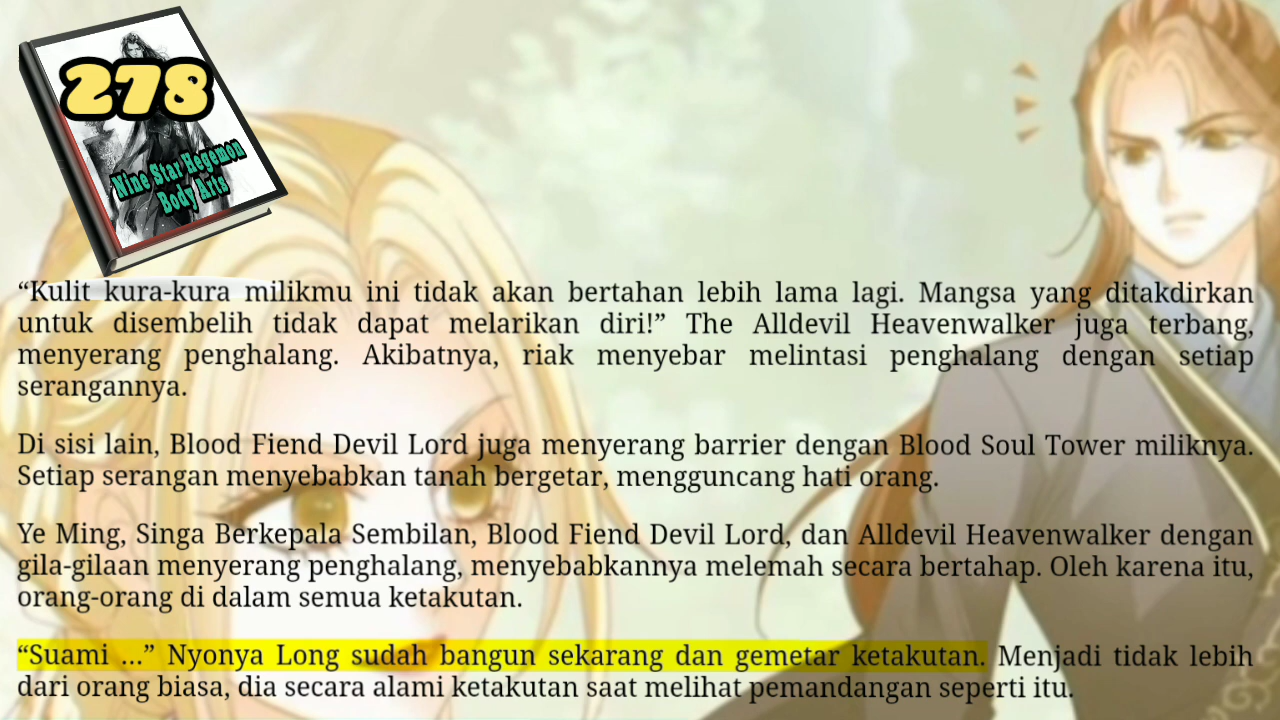 278
Nine Star Hegemon
Body Arts
“Kulit kura-kura milikmu ini tidak akan bertahan lebih lama lagi. Mangsa yang ditakdirkan
untuk disembelih tidak dapat melarikan diri!” The Alldevil Heavenwalker juga terbang,
menyerang penghalang. Akibatnya, riak menyebar melintasi penghalang dengan setiap
serangannya.
Di sisi lain, Blood Fiend Devil Lord juga menyerang barrier dengan Blood Soul Tower miliknya.
Setiap serangan menyebabkan tanah bergetar, mengguncang hati orang.
Ye Ming, Singa Berkepala Sembilan, Blood Fiend Devil Lord, dan Alldevil Heavenwalker dengan
gila-gilaan menyerang penghalang, menyebabkannya melemah secara bertahap. Oleh karena itu,
orang-orang di dalam semua ketakutan.
“Suami ...” Nyonya Long sudah bangun sekarang dan gemetar ketakutan. Menjadi tidak lebih
dari orang biasa, dia secara alami ketakutan saat melihat pemandangan seperti itu.